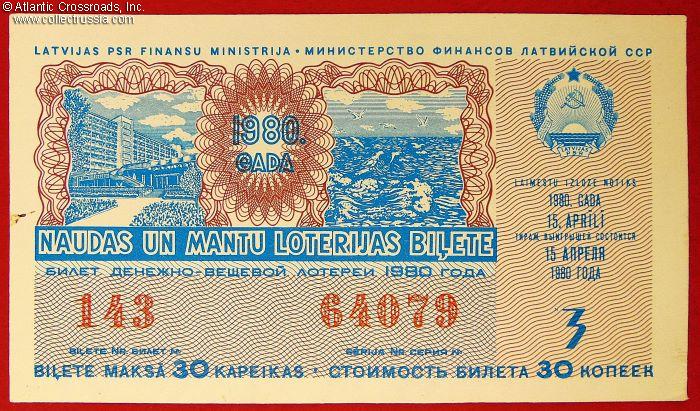 © Atlantic Crossroads, Inc.
www.collectrussia.com
LATVIJAS PSR FINANSU MINISTRIJA • МИНИСТЕРСТВО ФИНАНСОВ ЛАТВИЙСКОЙ ССР
1980.
GADA
NAUDAS UN MANTU LOTERIJAS BIĻETE
БИЛЕТ ДЕНЕЖНО-ВЕЩЕВОЙ ЛОТЕРЕИ 1980 ГОДА
143 64079
BIĻETE NR. БИЛЕТ № SĒRIJA NR. СЕРИЯ №
BIĻETE MAKSĀ 30 KAPEIKAS • СТОИМОСТЬ БИЛЕТА 30 КОПЕЕК
LAIMESTU IZLOZE NOTIKS
1980. GADA
15. APRĪLĪ
ТИРАЖ ВЫИГРЫШЕЙ СОСТОИТСЯ
15 АПРЕЛЯ
1980 ГОДА
3